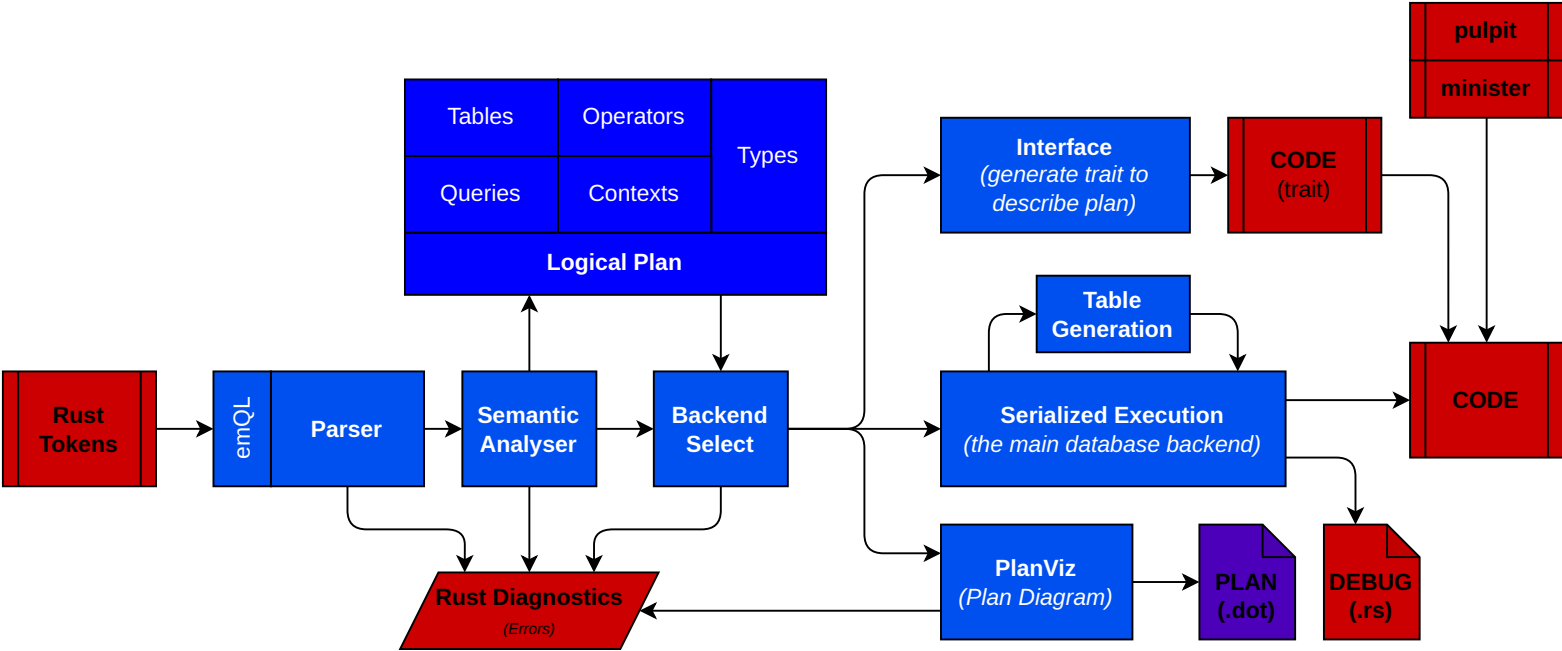 pulpit
minister
Tables
Operators
Types
Queries
Contexts
Logical Plan
Interface
(generate trait to
describe plan)
CODE
(trait)
Table
Generation
Rust
Tokens
emQL
Parser
Semantic
Analyser
Backend
Select
Serialized Execution
(the main database backend)
CODE
PlanViz
(Plan Diagram)
PLAN
(.dot)
DEBUG
(.rs)
Rust Diagnostics
(Errors)